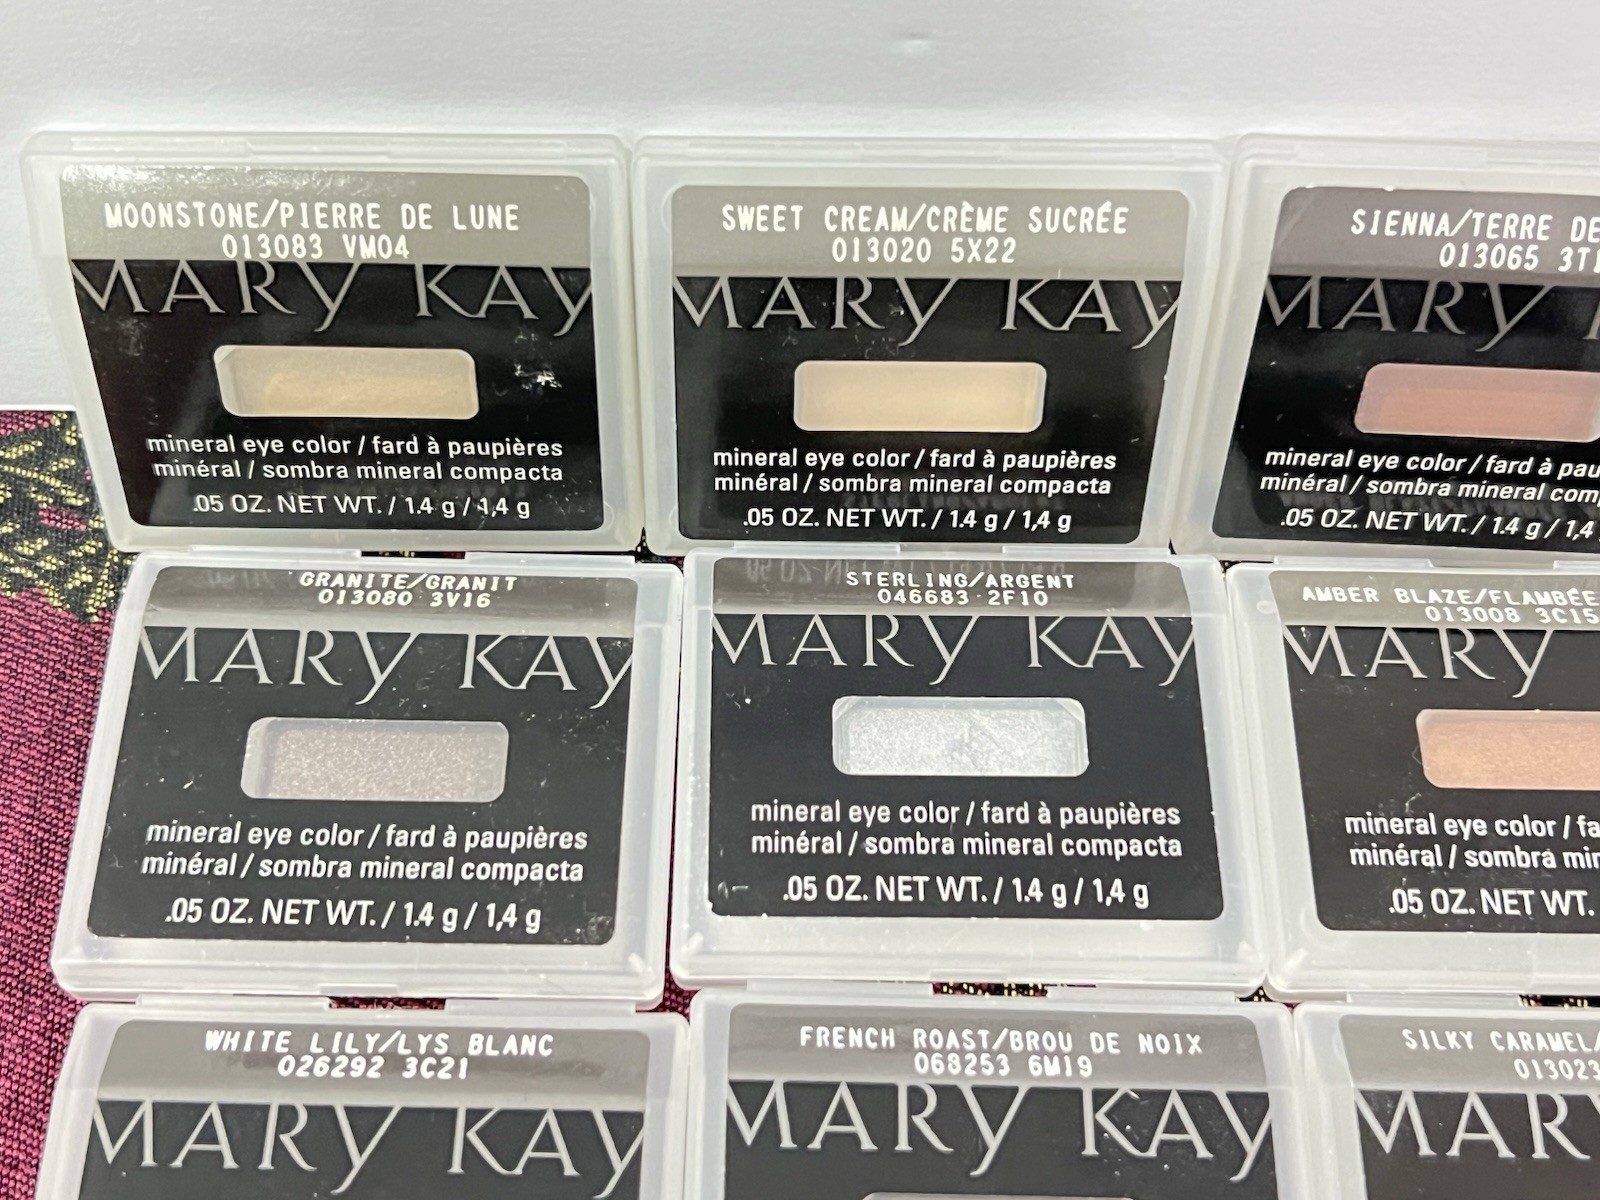 MOONSTONE/PIERRE DE LUNE
013083 VM04
MARY KAY
mineral eye color / fard à paupières
minéral / sombra mineral compacta
.05 OZ. NET WT. / 1.4 g / 1,4 g
SWEET CREAM/CRÈME SUCRÉE
013020 5X22
MARY KAY
mineral eye color / fard à paupières
minéral / sombra mineral compacta
.05 OZ. NET WT. / 1.4 g / 1,4 g
SIENNA/TERRE DE
013065
MARY
mineral eye color / fard à
minéral / sombra mineral
.05 OZ. NET WT. / 1.4 g / 1,4
GRANITE/GRANIT
013080 3V16
MARY KAY
mineral eye color / fard à paupières
minéral / sombra mineral compacta
.05 OZ. NET WT. / 1.4 g / 1,4 g
STERLING/ARGENT
046683 2F10
MARY KAY
mineral eye color / fard à paupières
minéral / sombra mineral compacta
.05 OZ. NET WT. / 1.4 g / 1,4 g
AMBER BLAZE/FLAMBÉE
013008 3C15
MARY
mineral eye color /
minéral / sombra
.05 OZ. NET WT.
WHITE LILY/LYS BLANC
026292 3C21
MARY KAY
FRENCH ROAST/BROU DE NOIX
068253 6M19
MARY KAY
SILKY CARAMEL/
013023
MARY